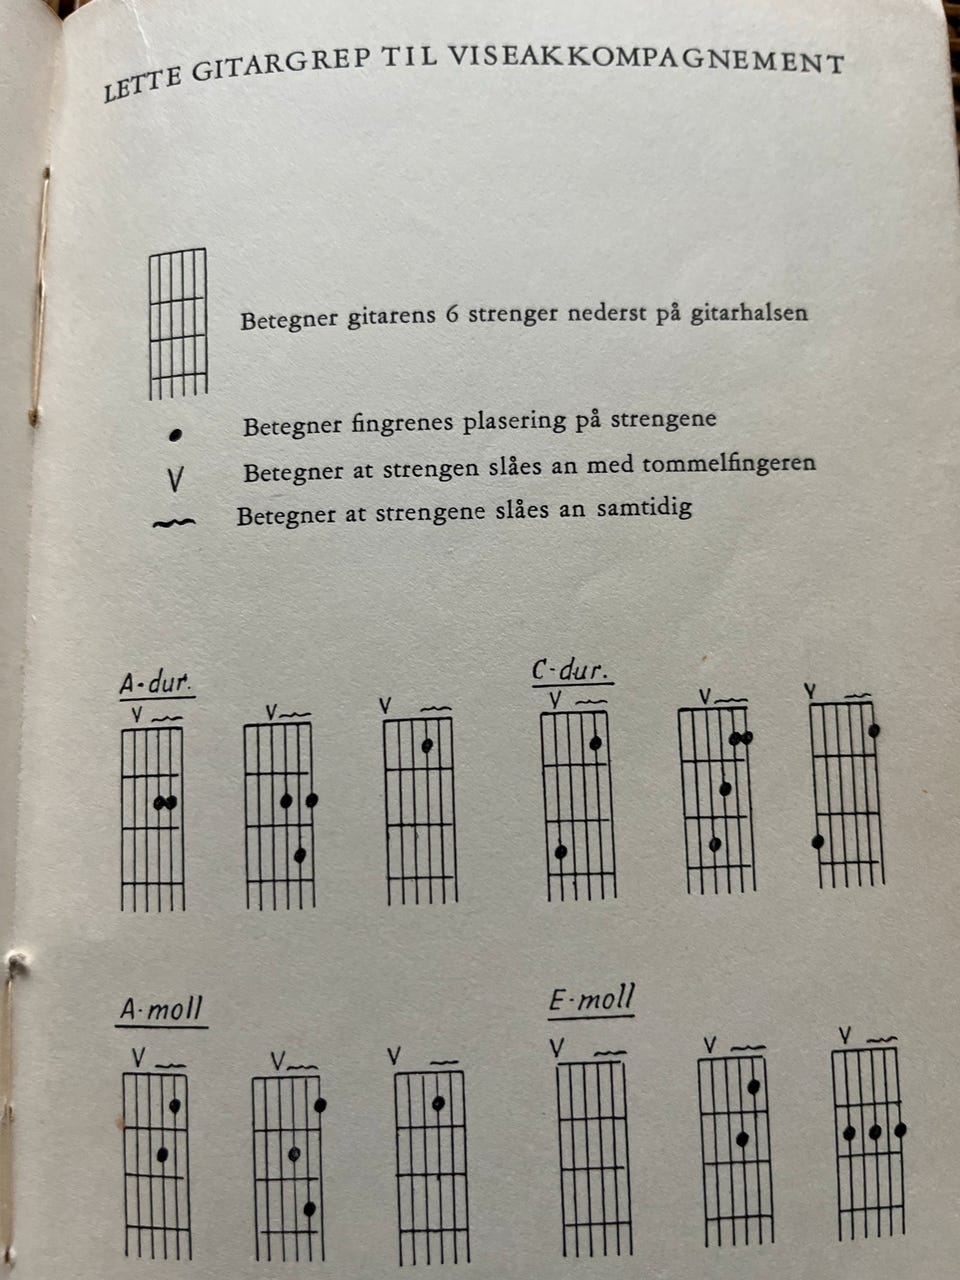 LETTE GITARGREP TIL VISEAKKOMPAGNEMENT
Betegner gitarens 6 strenger nederst på gitarhalsen
Betegner fingrenes plasering på strengene
V Betegner at strengen slåes an med tommelfingeren
Betegner at strengene slåes an samtidig
A-dur.
C-dur.
V V V V V V
A-moll
E-moll
V V V V V V